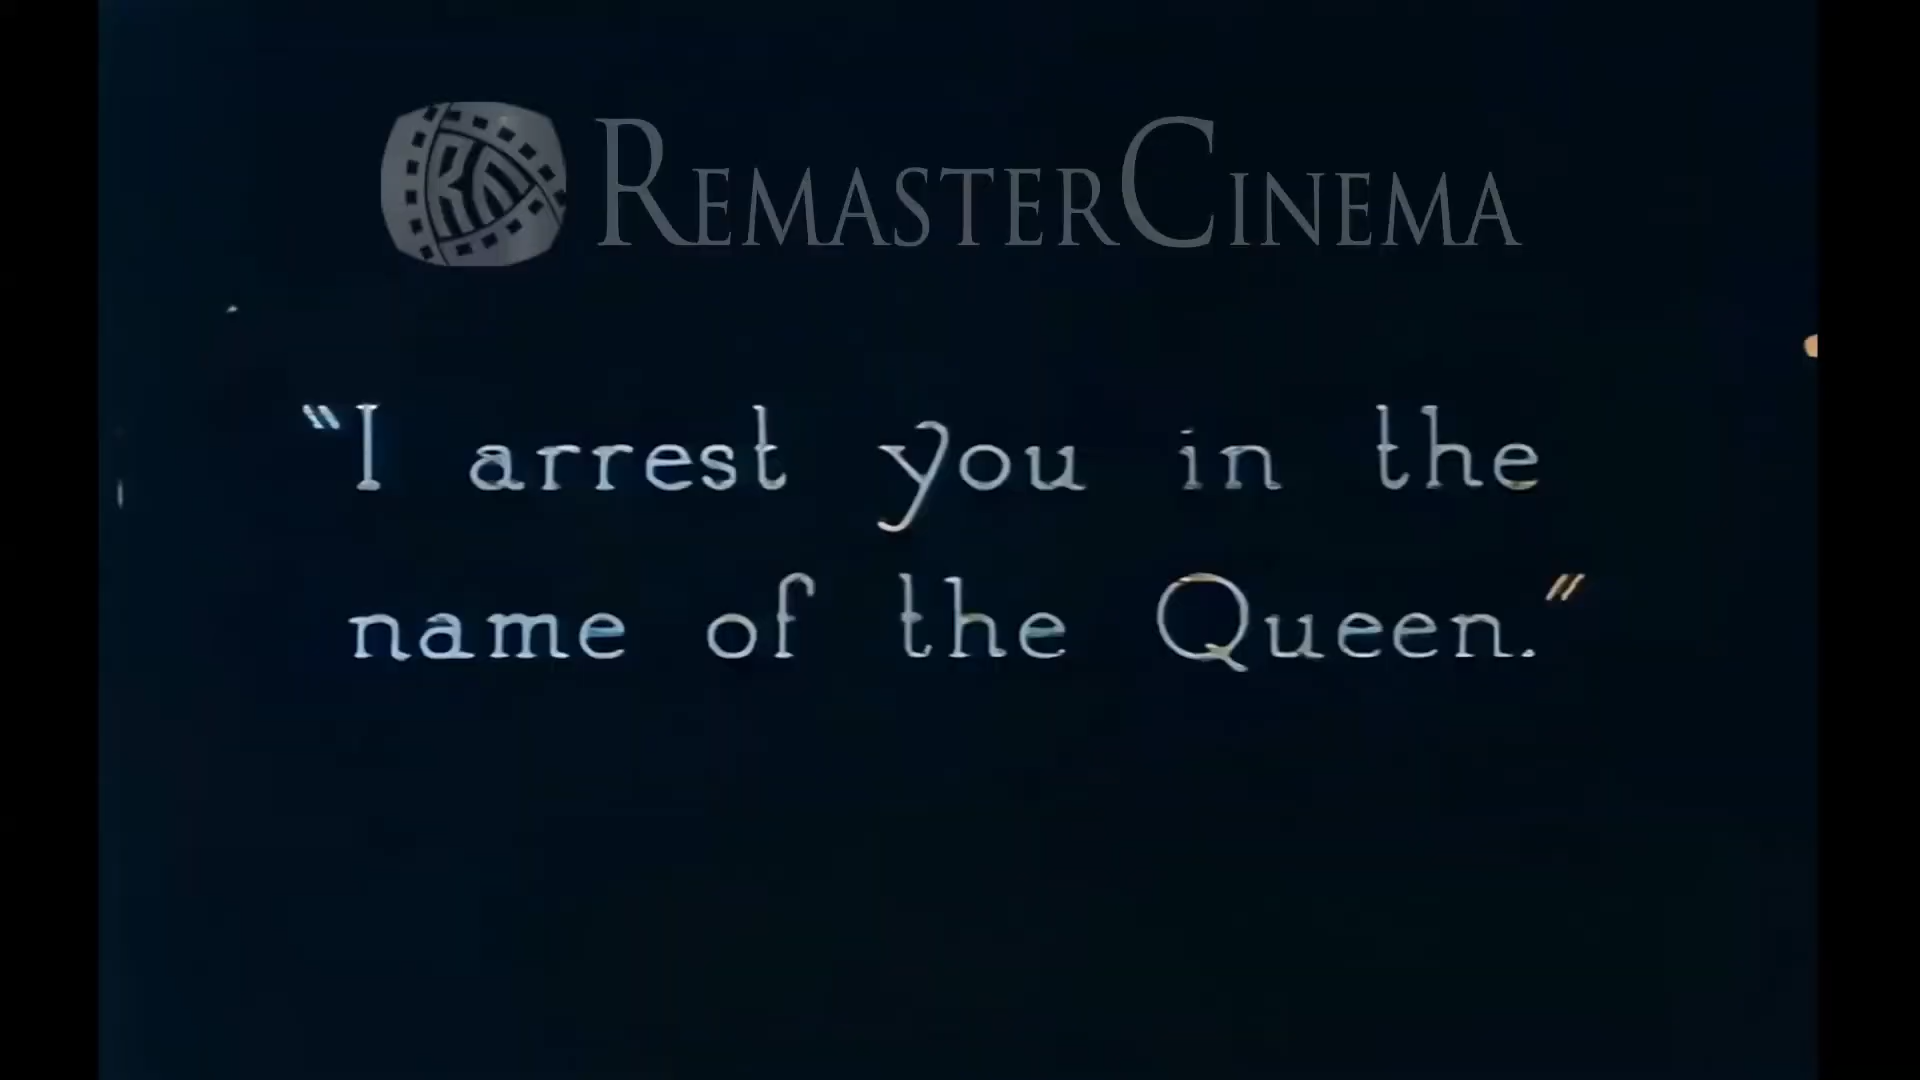 REMASTERCINEMA
"I arrest you in the
name of the Queen."